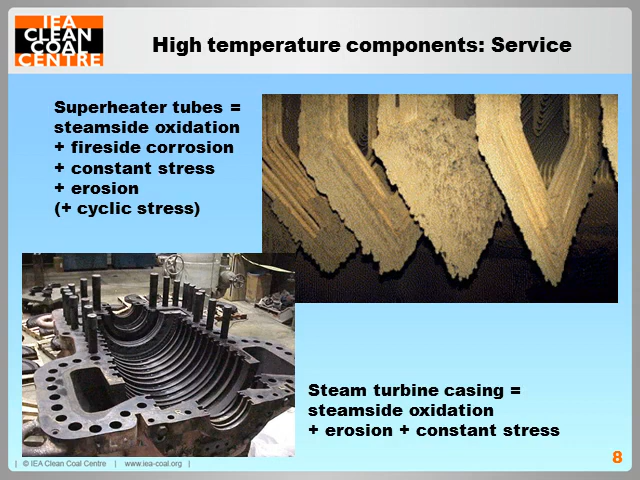 IEA
CLEAN
COAL
CENTRE
High temperature components: Service
Superheater tubes =
steamside oxidation
+ fireside corrosion
+ constant stress
+ erosion
(+ cyclic stress)
Steam turbine casing =
steamside oxidation
+ erosion + constant stress
8
| © IEA Clean Coal Centre | www.iea-coal.org |